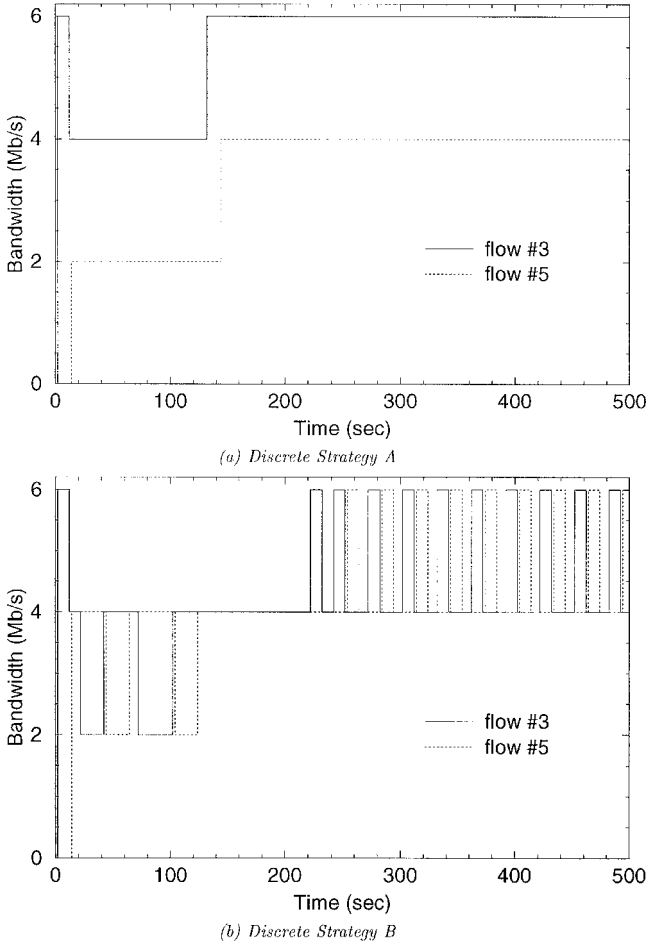 6
4
2
0
Bandwidth (Mb/s)
flow #3
flow #5
0 100 200 300 400 500
Time (sec)
(a) Discrete Strategy A
6
4
2
0
Bandwidth (Mb/s)
flow #3
flow #5
0 100 200 300 400 500
Time (sec)
(b) Discrete Strategy B